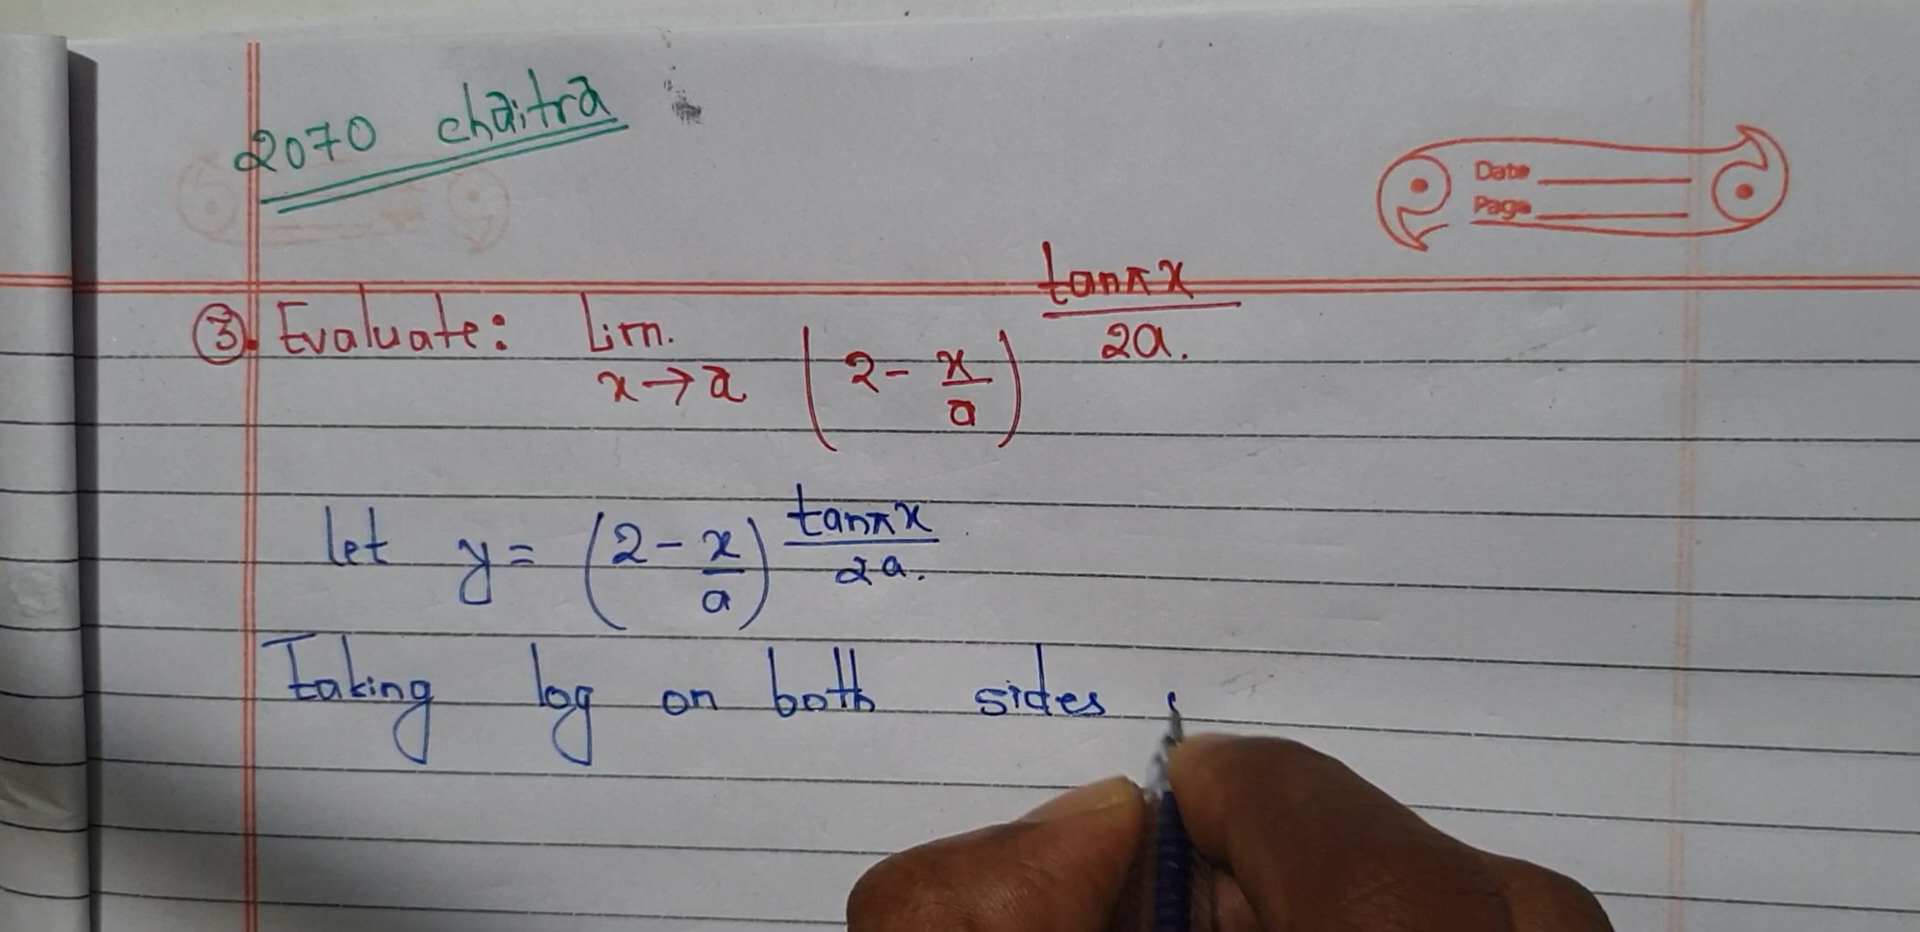 2070 chaitra
Date
Page
③. Evaluate: Lim. x→a (2 - x/a)^(tanπx/2a.)
let y = (2 - x/a)^(tanπx/2a.)
Taking log on both sides